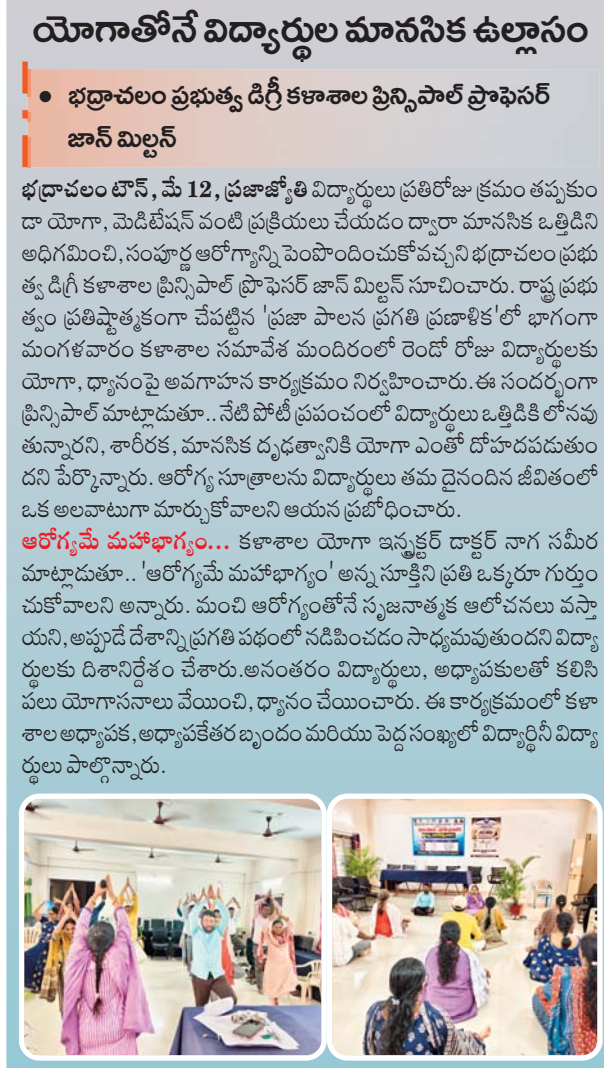 యోగాతోనే విద్యార్థుల మానసిక ఉల్లాసం
● భద్రాచలం ప్రభుత్వ డిగ్రీ కళాశాల ప్రిన్సిపాల్ ప్రొఫెసర్
జాన్ మిల్టన్
భద్రాచలం టౌన్, మే 12, ప్రజాజ్యోతి విద్యార్థులు ప్రతిరోజు క్రమం తప్పకుం
డా యోగా, మెడిటేషన్ వంటి ప్రక్రియలు చేయడం ద్వారా మానసిక ఒత్తిడిని
అధిగమించి,సంపూర్ణ ఆరోగ్యాన్ని పెంపొందించుకోవచ్చని భద్రాచలం ప్రభు
త్వ డిగ్రీ కళాశాల ప్రిన్సిపాల్ ప్రొఫెసర్ జాన్ మిల్టన్ సూచించారు. రాష్ట్ర ప్రభు
త్వం ప్రతిష్టాత్మకంగా చేపట్టిన 'ప్రజా పాలన ప్రగతి ప్రణాళిక'లో భాగంగా
మంగళవారం కళాశాల సమావేశ మందిరంలో రెండో రోజు విద్యార్థులకు
యోగా, ధ్యానంపై అవగాహన కార్యక్రమం నిర్వహించారు.ఈ సందర్భంగా
ప్రిన్సిపాల్ మాట్లాడుతూ..నేటి పోటీ ప్రపంచంలో విద్యార్థులు ఒత్తిడికి లోనవు
తున్నారని, శారీరక, మానసిక దృఢత్వానికి యోగా ఎంతో దోహదపడుతుం
దని పేర్కొన్నారు. ఆరోగ్య సూత్రాలను విద్యార్థులు తమ దైనందిన జీవితంలో
ఒక అలవాటుగా మార్చుకోవాలని ఆయన ప్రబోధించారు.
ఆరోగ్యమే మహాభాగ్యం... కళాశాల యోగా ఇన్స్ట్రక్టర్ డాక్టర్ నాగ సమీర
మాట్లాడుతూ.. 'ఆరోగ్యమే మహాభాగ్యం' అన్న సూక్తిని ప్రతి ఒక్కరూ గుర్తుం
చుకోవాలని అన్నారు. మంచి ఆరోగ్యంతోనే సృజనాత్మక ఆలోచనలు వస్తా
యని,అప్పుడే దేశాన్ని ప్రగతి పథంలో నడిపించడం సాధ్యమవుతుందని విద్యా
ర్థులకు దిశానిర్దేశం చేశారు.అనంతరం విద్యార్థులు, అధ్యాపకులతో కలిసి
పలు యోగాసనాలు వేయించి, ధ్యానం చేయించారు. ఈ కార్యక్రమంలో కళా
శాల అధ్యాపక,అధ్యాపకేతర బృందం మరియు పెద్ద సంఖ్యలో విద్యార్థినీ విద్యా
ర్థులు పాల్గొన్నారు.